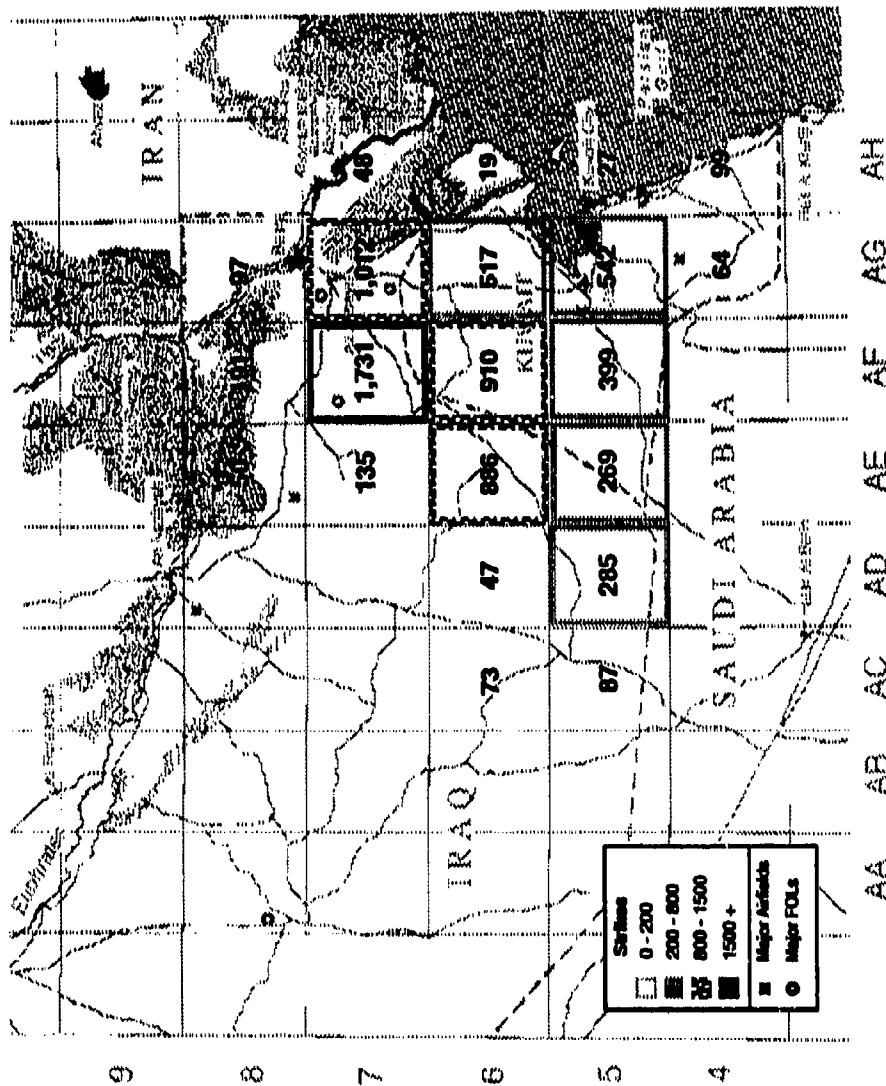 Euphrates
IRAN
9
97
8
135 1,731 1,012 48
7
IRAQ
73 47 886 910 517 19
6
KUWAIT
87 285 269 399 542 27
5
64 99
4
SAUDI ARABIA
Strikes
0 - 200
200 - 800
800 - 1500
1500 +
Major Airfields
Major FOLs
AA AB AC AD AE AF AG AH